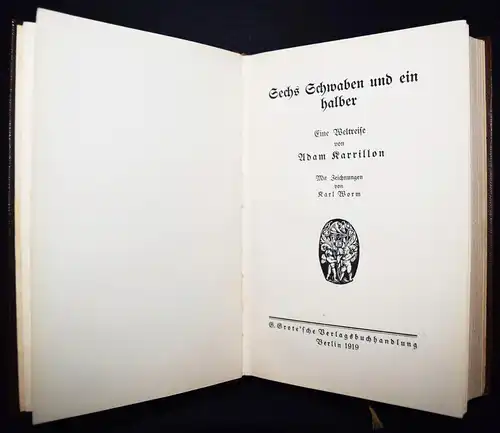 Sechs Schwaben und ein
halber
Eine Weltreise
von
Adam Karrillon
Mit Zeichnungen
von
Karl Worm
G. Grote'sche Verlagsbuchhandlung
Berlin 1919